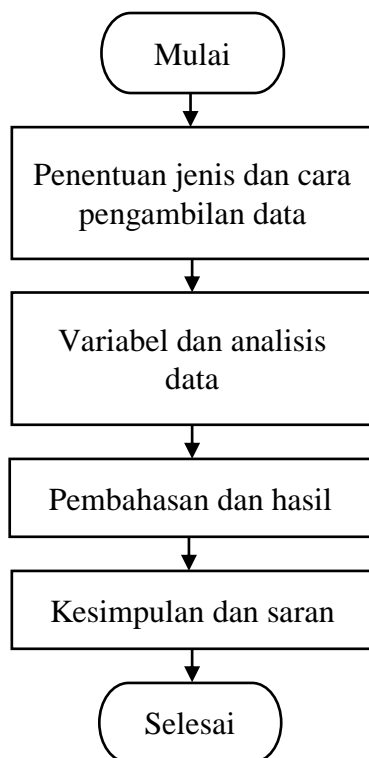 Mulai
Penentuan jenis dan cara
pengambilan data
Variabel dan analisis
data
Pembahasan dan hasil
Kesimpulan dan saran
Selesai